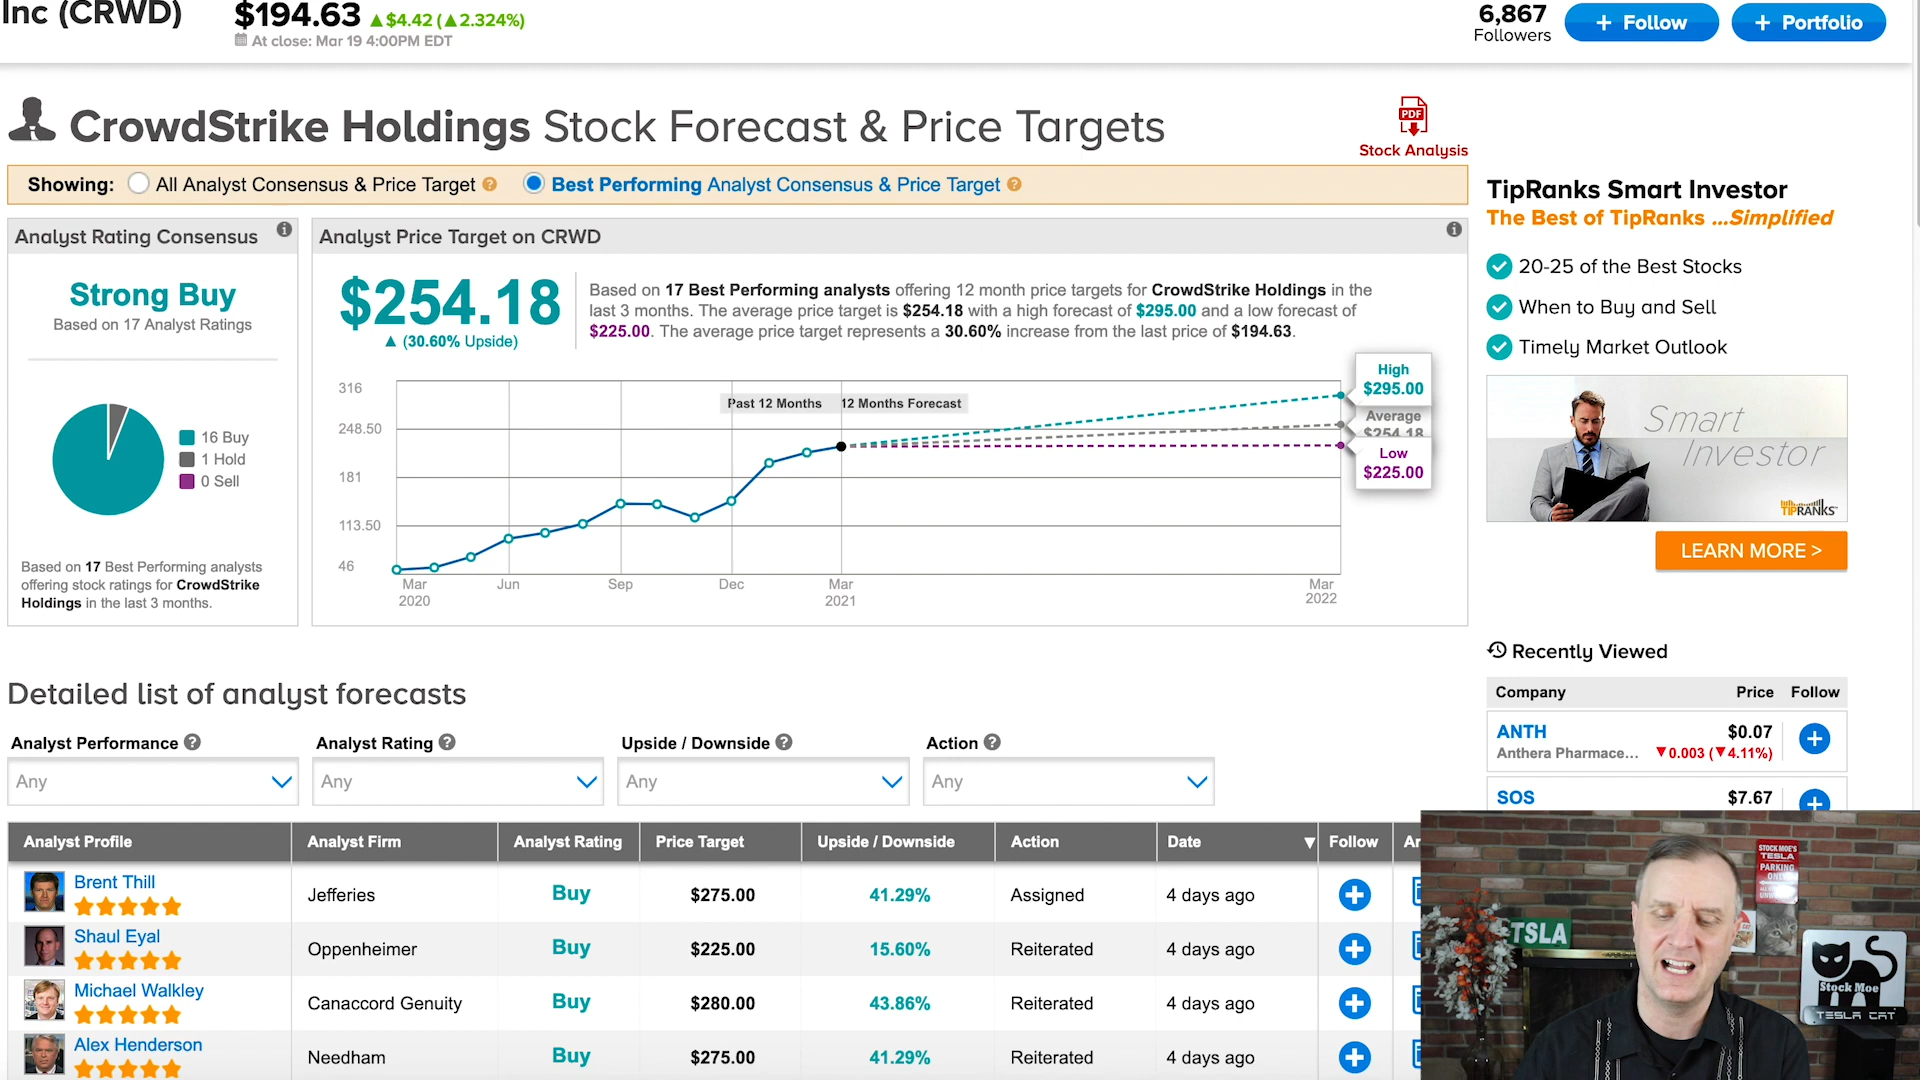 Inc (CRWD)
$194.63 ▲$4.42 (▲2.324%)
At close: Mar 19 4:00PM EDT
6,867
Followers
+ Follow
+ Portfolio
CrowdStrike Holdings Stock Forecast & Price Targets
PDF
Stock Analysis
Showing: All Analyst Consensus & Price Target ? Best Performing Analyst Consensus & Price Target ?
Analyst Rating Consensus
Strong Buy
Based on 17 Analyst Ratings
16 Buy
1 Hold
0 Sell
Based on 17 Best Performing analysts
offering stock ratings for CrowdStrike
Holdings in the last 3 months.
Analyst Price Target on CRWD
$254.18
▲ (30.60% Upside)
Based on 17 Best Performing analysts offering 12 month price targets for CrowdStrike Holdings in the
last 3 months. The average price target is $254.18 with a high forecast of $295.00 and a low forecast of
$225.00. The average price target represents a 30.60% increase from the last price of $194.63.
316
248.50
181
113.50
46
Past 12 Months
12 Months Forecast
High
$295.00
Average
$254.18
Low
$225.00
Mar
2020
Jun
Sep
Dec
Mar
2021
Mar
2022
TipRanks Smart Investor
The Best of TipRanks ...Simplified
20-25 of the Best Stocks
When to Buy and Sell
Timely Market Outlook
Smart
Investor
TIPRANKS
LEARN MORE >
Recently Viewed
Company Price Follow
ANTH $0.07
Anthera Pharmace... ▼0.003 (▼4.11%)
SOS $7.67
Detailed list of analyst forecasts
Analyst Performance ? Analyst Rating ? Upside / Downside ? Action ?
Any Any Any Any
Analyst Profile Analyst Firm Analyst Rating Price Target Upside / Downside Action Date ▼ Follow Ar
Brent Thill Jefferies Buy $275.00 41.29% Assigned 4 days ago
Shaul Eyal Oppenheimer Buy $225.00 15.60% Reiterated 4 days ago
Michael Walkley Canaccord Genuity Buy $280.00 43.86% Reiterated 4 days ago
Alex Henderson Needham Buy $275.00 41.29% Reiterated 4 days ago
STOCK MOE'S
TESLA
PARKING
ONLY
TSLA
Stock Moe
TESLA CAT